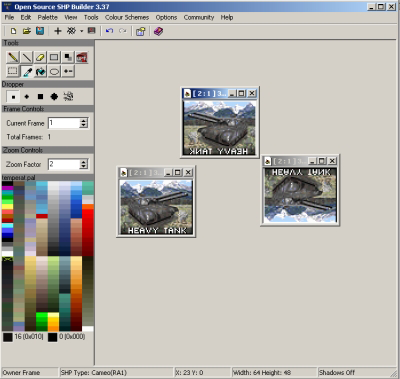 Open Source SHP Builder 3.37
File Edit Palette View Tools Colour Schemes Options Community Help
Tools
Dropper
Frame Controls
Current Frame 1
Total Frames: 1
Zoom Controls
Zoom Factor 2
temperat.pal
16 (0x010) 0 (0x000)
[2:1] 3...
HEAVY TANK
[2:1] 3...
HEAVY TANK
[2:1] 3...
HEAVY TANK
Owner Frame SHP Type: Cameo(RA1) X: 23 Y: 0 Width: 64 Height: 48 Shadows Off